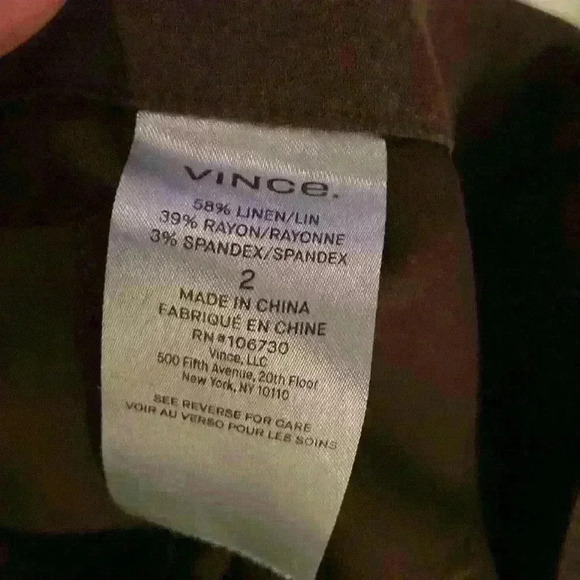 VINCe.
58% LINEN/LIN
39% RAYON/RAYONNE
3% SPANDEX/SPANDEX
2
MADE IN CHINA
FABRIQUÉ EN CHINE
RN#106730
Vince, LLC
500 Fifth Avenue, 20th Floor
New York, NY 10110
SEE REVERSE FOR CARE
VOIR AU VERSO POUR LES SOINS